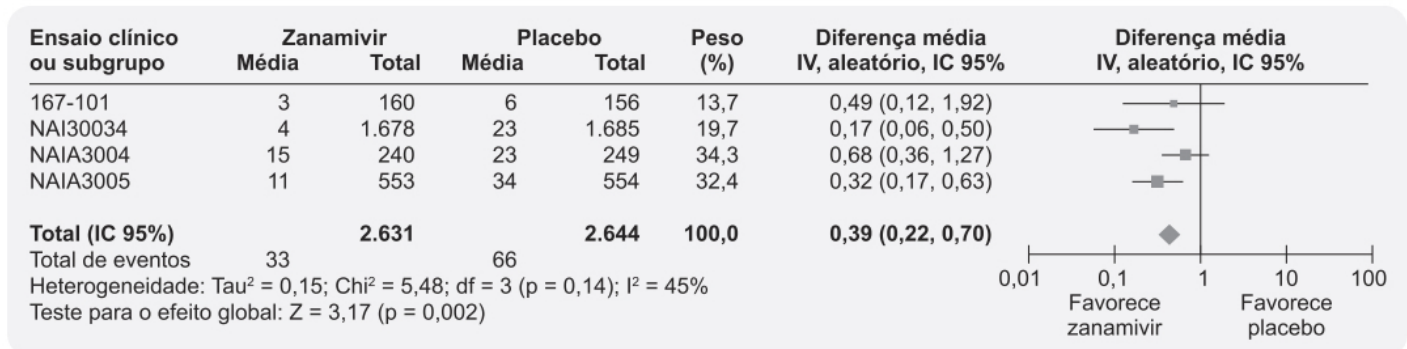 Ensaio clínico Zanamivir Placebo Peso Diferença média Diferença média
ou subgrupo Média Total Média Total (%) IV, aleatório, IC 95% IV, aleatório, IC 95%
167-101 3 160 6 156 13,7 0,49 (0,12, 1,92)
NAI30034 4 1.678 23 1.685 19,7 0,17 (0,06, 0,50)
NAIA3004 15 240 23 249 34,3 0,68 (0,36, 1,27)
NAIA3005 11 553 34 554 32,4 0,32 (0,17, 0,63)
Total (IC 95%) 2.631 2.644 100,0 0,39 (0,22, 0,70)
Total de eventos 33 66
Heterogeneidade: Tau² = 0,15; Chi² = 5,48; df = 3 (p = 0,14); I² = 45%
Teste para o efeito global: Z = 3,17 (p = 0,002)
0,01 0,1 1 10 100
Favorece Favorece
zanamivir placebo